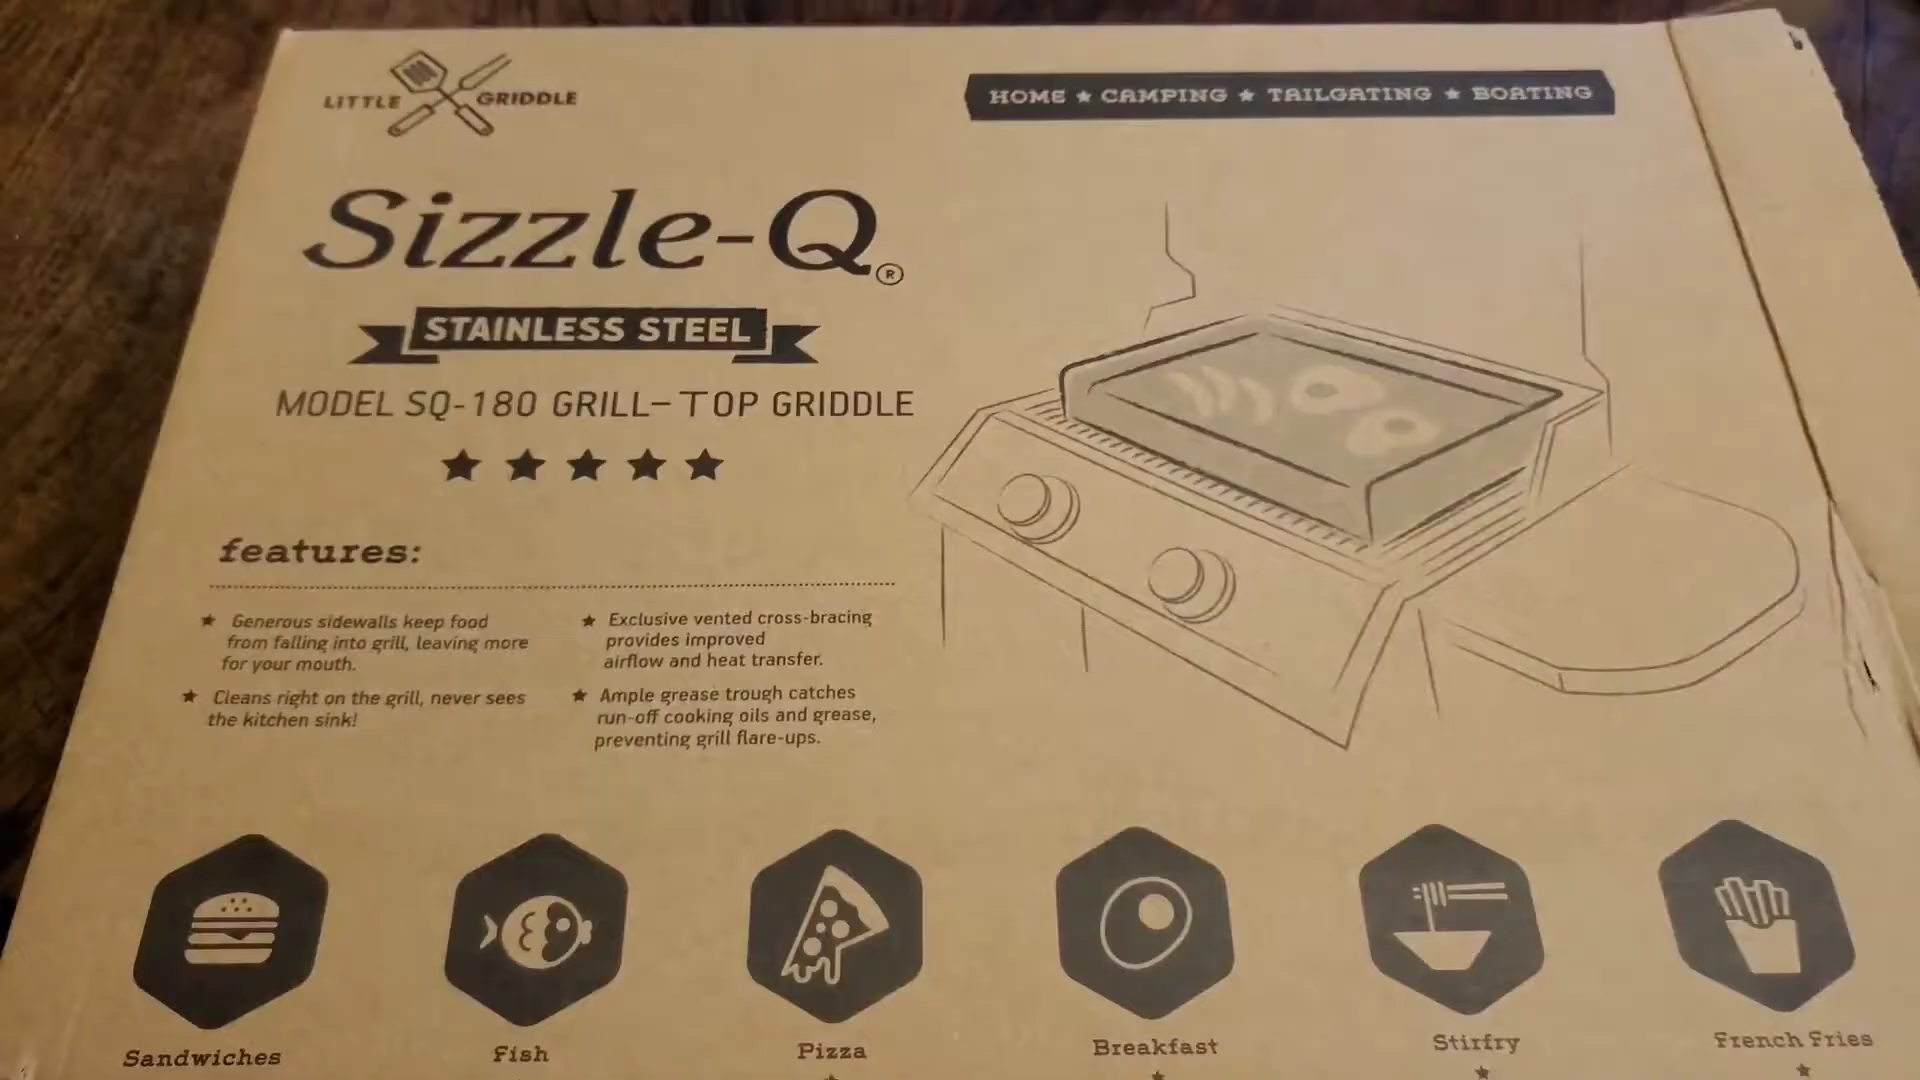 LITTLE GRIDDLE
HOME ★ CAMPING ★ TAILGATING ★ BOATING
Sizzle-Q®
STAINLESS STEEL
MODEL SQ-180 GRILL-TOP GRIDDLE
features:
★ Generous sidewalls keep food
from falling into grill, leaving more
for your mouth.
★ Cleans right on the grill, never sees
the kitchen sink!
★ Exclusive vented cross-bracing
provides improved
airflow and heat transfer.
★ Ample grease trough catches
run-off cooking oils and grease,
preventing grill flare-ups.
Sandwiches
Fish
Pizza
Breakfast
Stirfry
French Fries